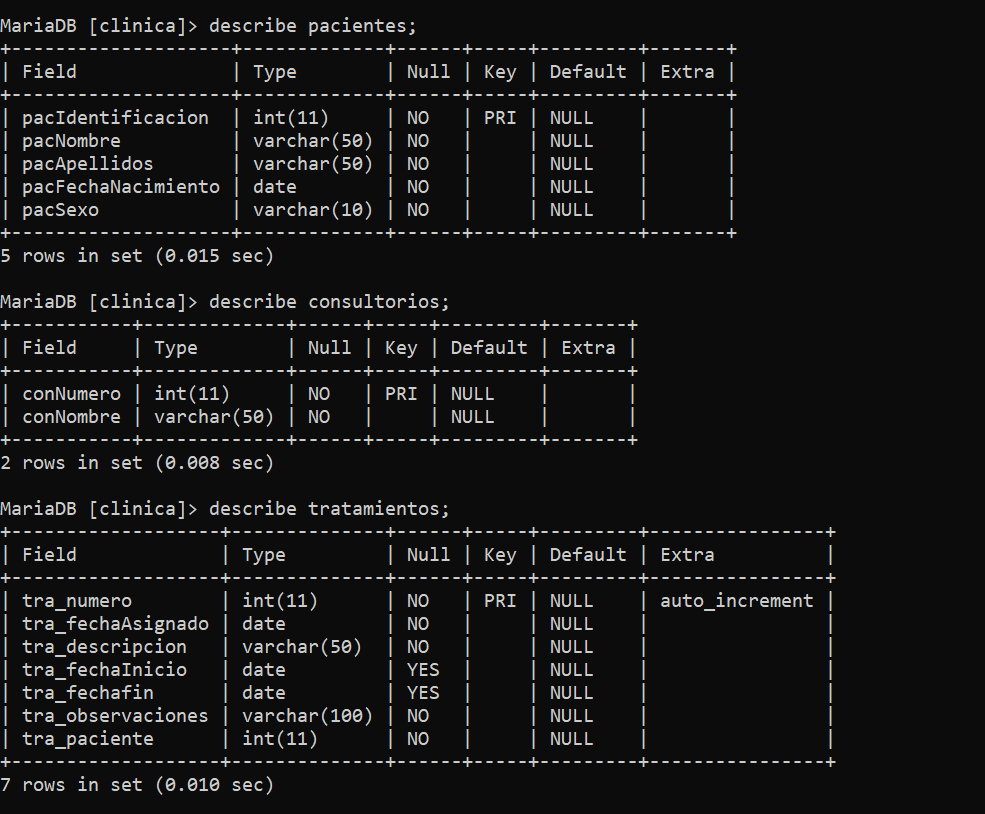 MariaDB [clinica]> describe pacientes;
+--------------------+-------------+------+-----+---------+-------+
| Field              | Type        | Null | Key | Default | Extra |
+--------------------+-------------+------+-----+---------+-------+
| pacIdentificacion  | int(11)     | NO   | PRI | NULL    |       |
| pacNombre          | varchar(50) | NO   |     | NULL    |       |
| pacApellidos       | varchar(50) | NO   |     | NULL    |       |
| pacFechaNacimiento | date        | NO   |     | NULL    |       |
| pacSexo            | varchar(10) | NO   |     | NULL    |       |
+--------------------+-------------+------+-----+---------+-------+
5 rows in set (0.015 sec)

MariaDB [clinica]> describe consultorios;
+-----------+-------------+------+-----+---------+-------+
| Field     | Type        | Null | Key | Default | Extra |
+-----------+-------------+------+-----+---------+-------+
| conNumero | int(11)     | NO   | PRI | NULL    |       |
| conNombre | varchar(50) | NO   |     | NULL    |       |
+-----------+-------------+------+-----+---------+-------+
2 rows in set (0.008 sec)

MariaDB [clinica]> describe tratamientos;
+-------------------+--------------+------+-----+---------+----------------+
| Field             | Type         | Null | Key | Default | Extra          |
+-------------------+--------------+------+-----+---------+----------------+
| tra_numero        | int(11)      | NO   | PRI | NULL    | auto_increment |
| tra_fechaAsignado | date         | NO   |     | NULL    |                |
| tra_descripcion   | varchar(50)  | NO   |     | NULL    |                |
| tra_fechaInicio   | date         | YES  |     | NULL    |                |
| tra_fechafin      | date         | YES  |     | NULL    |                |
| tra_observaciones | varchar(100) | NO   |     | NULL    |                |
| tra_paciente      | int(11)      | NO   |     | NULL    |                |
+-------------------+--------------+------+-----+---------+----------------+
7 rows in set (0.010 sec)